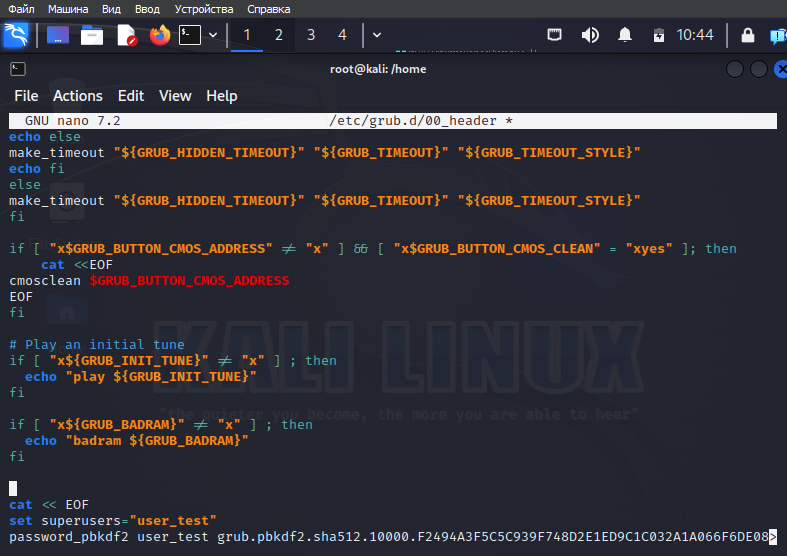 Файл Машина Вид Ввод Устройства Справка
1 2 3 4 10:44
root@kali: /home
File Actions Edit View Help
GNU nano 7.2 /etc/grub.d/00_header *
echo else
make_timeout "${GRUB_HIDDEN_TIMEOUT}" "${GRUB_TIMEOUT}" "${GRUB_TIMEOUT_STYLE}"
echo fi
else
make_timeout "${GRUB_HIDDEN_TIMEOUT}" "${GRUB_TIMEOUT}" "${GRUB_TIMEOUT_STYLE}"
fi
if [ "x$GRUB_BUTTON_CMOS_ADDRESS" != "x" ] && [ "x$GRUB_BUTTON_CMOS_CLEAN" = "xyes" ]; then
cat <<EOF
cmosclean $GRUB_BUTTON_CMOS_ADDRESS
EOF
fi
# Play an initial tune
if [ "x${GRUB_INIT_TUNE}" != "x" ] ; then
echo "play ${GRUB_INIT_TUNE}"
fi
KALI LINUX
"the quieter you become, the more you are able to hear"
if [ "x${GRUB_BADRAM}" != "x" ] ; then
echo "badram ${GRUB_BADRAM}"
fi
cat << EOF
set superusers="user_test"
password_pbkdf2 user_test grub.pbkdf2.sha512.10000.F2494A3F5C5C939F748D2E1ED9C1C032A1A066F6DE08>